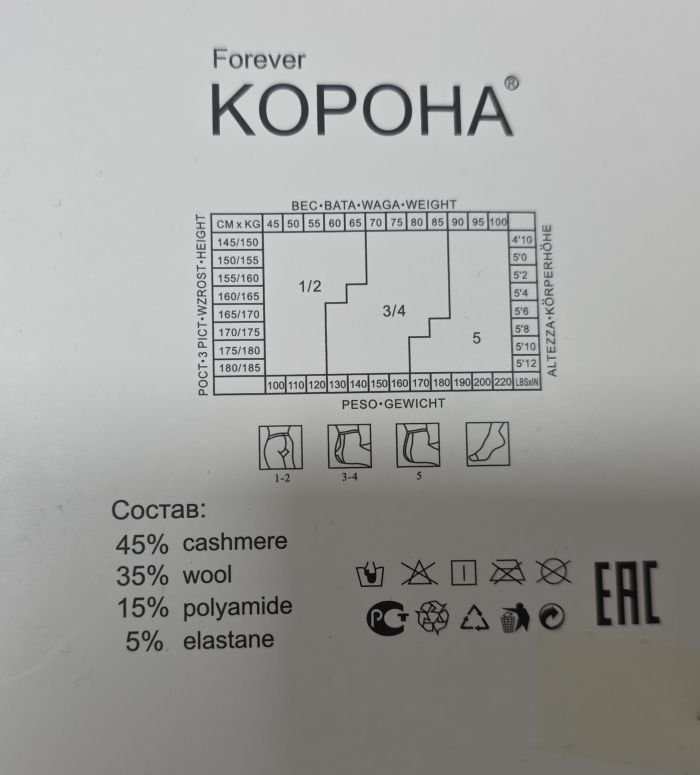 Forever
КОРОНА®
ВЕС•ВАТА•WAGA•WEIGHT
РОСТ•З РІСТ•WZROST•HEIGHT
CM x KG 45 50 55 60 65 70 75 80 85 90 95 100
145/150 4'10
150/155 5'0
155/160 5'2
1/2
160/165 5'4
3/4
165/170 5'6
170/175 5'8
5
175/180 5'10
180/185 5'12
100 110 120 130 140 150 160 170 180 190 200 220 LBSxIN
ALTEZZA•KÖRPERHÖHE
PESO•GEWICHT
1-2 3-4 5
Состав:
45% cashmere
35% wool
15% polyamide
5% elastane
РСТ
EAC